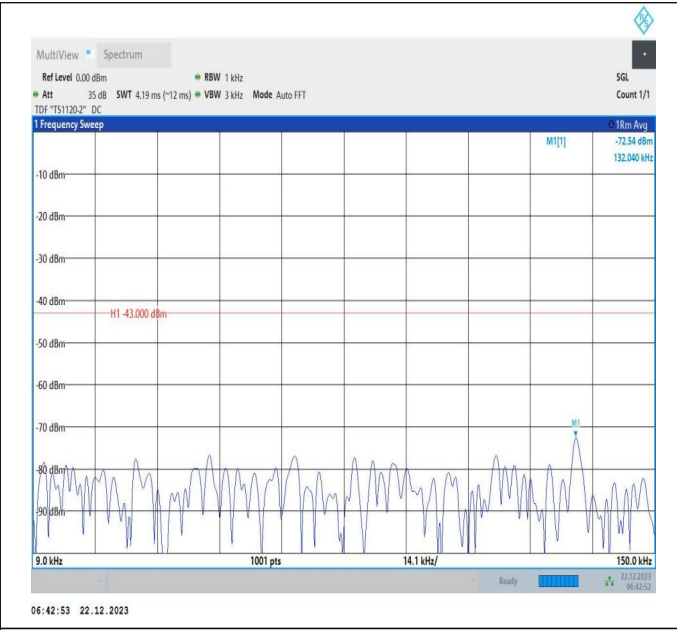 R&S
MultiView Spectrum
Ref Level 0.00 dBm RBW 1 kHz SGL
Att 35 dB SWT 4.19 ms (~12 ms) VBW 3 kHz Mode Auto FFT Count 1/1
TDF "TS1120-2" DC
1 Frequency Sweep 1Rm Avg
M1[1] -72.54 dBm
132.040 kHz
-10 dBm
-20 dBm
-30 dBm
-40 dBm
H1 -43.000 dBm
-50 dBm
-60 dBm
-70 dBm
M1
-80 dBm
-90 dBm
9.0 kHz 1001 pts 14.1 kHz/ 150.0 kHz
Ready 22.12.2023
06:42:52
06:42:53 22.12.2023